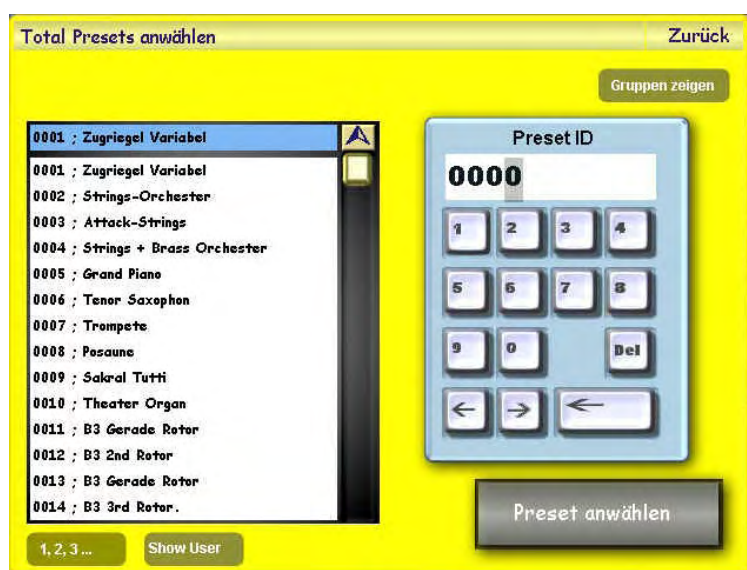 Total Presets anwählen
Zurück
Gruppen zeigen
0001 ; Zugriegel Variabel
0001 ; Zugriegel Variabel
0002 ; Strings-Orchester
0003 ; Attack-Strings
0004 ; Strings + Brass Orchester
0005 ; Grand Piano
0006 ; Tenor Saxophon
0007 ; Trompete
0008 ; Posaune
0009 ; Sakral Tutti
0010 ; Theater Organ
0011 ; B3 Gerade Rotor
0012 ; B3 2nd Rotor
0013 ; B3 Gerade Rotor
0014 ; B3 3rd Rotor.
1, 2, 3 ...
Show User
Preset ID
0000
1 2 3 4
5 6 7 8
9 0 Del
← → ←
Preset anwählen